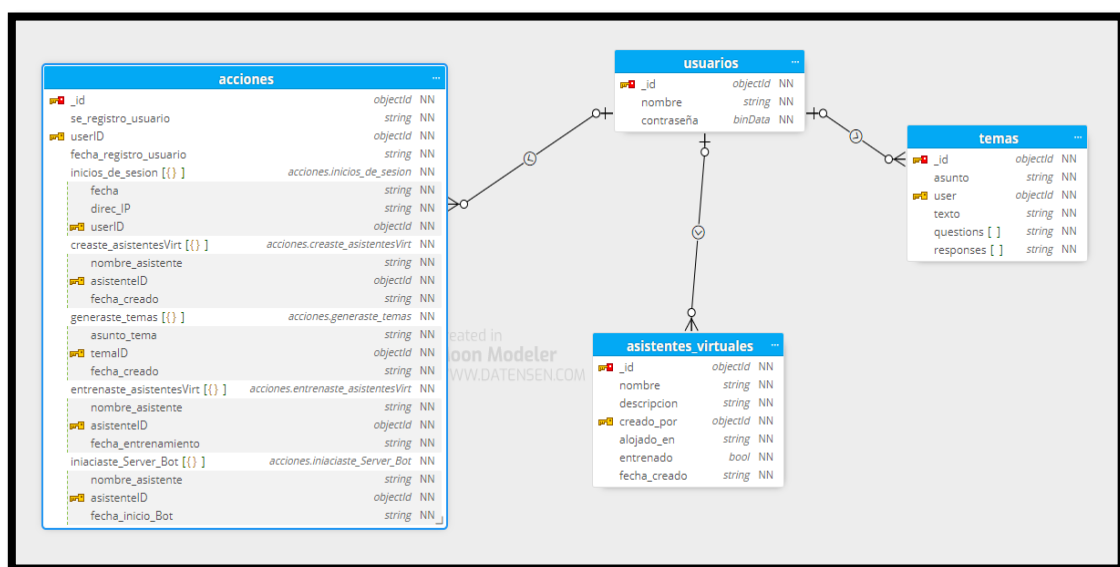 acciones ...
_id objectId NN
se_registro_usuario string NN
userID objectId NN
fecha_registro_usuario string NN
inicios_de_sesion [{} ] acciones.inicios_de_sesion NN
fecha string NN
direc_IP string NN
userID objectId NN
creaste_asistentesVirt [{} ] acciones.creaste_asistentesVirt NN
nombre_asistente string NN
asistenteID objectId NN
fecha_creado string NN
generaste_temas [{} ] acciones.generaste_temas NN
asunto_tema string NN
temaID objectId NN
fecha_creado string NN
entrenaste_asistentesVirt [{} ] acciones.entrenaste_asistentesVirt NN
nombre_asistente string NN
asistenteID objectId NN
fecha_entrenamiento string NN
iniaciaste_Server_Bot [{} ] acciones.iniaciaste_Server_Bot NN
nombre_asistente string NN
asistenteID objectId NN
fecha_inicio_Bot string NN
usuarios ...
_id objectId NN
nombre string NN
contraseña binData NN
temas ...
_id objectId NN
asunto string NN
user objectId NN
texto string NN
questions [ ] string NN
responses [ ] string NN
asistentes_virtuales ...
_id objectId NN
nombre string NN
descripcion string NN
creado_por objectId NN
alojado_en string NN
entrenado bool NN
fecha_creado string NN
in
Modeler
WWW.DATENSEN.COM